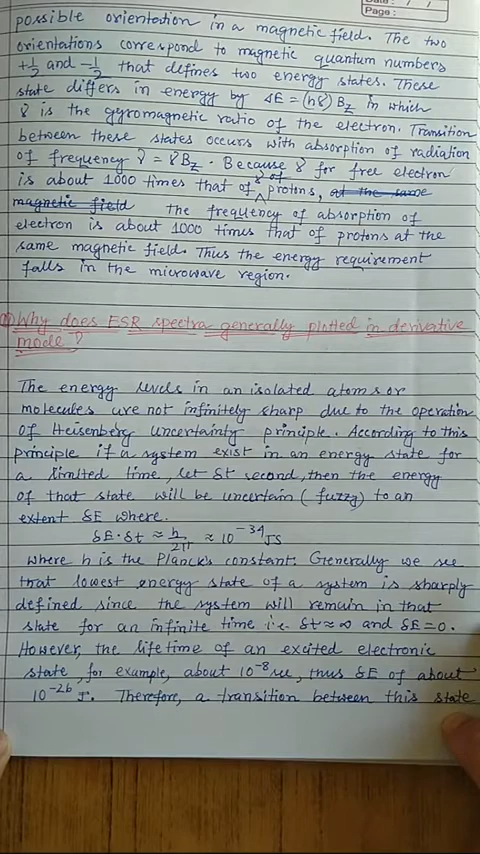 Date : / /
Page :
possible orientation in a magnetic field. The two
orientations correspond to magnetic quantum numbers
+1/2 and -1/2 that defines two energy states. These
state differs in energy by ΔE = (hγ) Bz in which
γ is the gyromagnetic ratio of the electron. Transition
between these states occurs with absorption of radiation
of frequency γ = γBz. Because γ for free electron
is about 1000 times that of γ of protons, at the same
magnetic field The frequency of absorption of
electron is about 1000 times that of protons at the
same magnetic field. Thus the energy requirement
falls in the microwave region.
Why does ESR spectra generally plotted in derivative
mode?
The energy levels in an isolated atoms or
molecules are not infinitely sharp due to the operation
of Heisenberg uncertainty principle. According to this
principle if a system exist in an energy state for
a limited time, let δt second, then the energy
of that state will be uncertain (fuzzy) to an
extent δE where.
δE·δt ≈ h/2π ≈ 10⁻³⁴ JS
where h is the Planck's constant. Generally we see
that lowest energy state of a system is sharply
defined since the system will remain in that
state for an infinite time i.e. δt ≈ ∞ and δE = 0.
However, the lifetime of an excited electronic
state, for example, about 10⁻⁸ sec, thus δE of about
10⁻²⁶ J. Therefore, a transition between this state